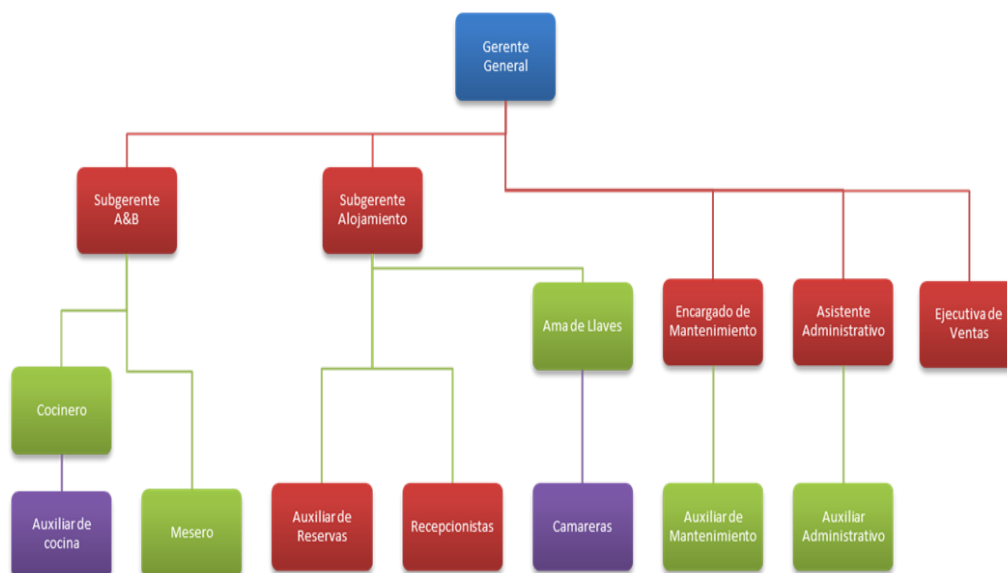 Gerente
General
Subgerente
A&B
Subgerente
Alojamiento
Ama de Llaves
Encargado de
Mantenimiento
Asistente
Administrativo
Ejecutiva de
Ventas
Cocinero
Auxiliar de
cocina
Mesero
Auxiliar de
Reservas
Recepcionistas
Camareras
Auxiliar de
Mantenimiento
Auxiliar
Administrativo